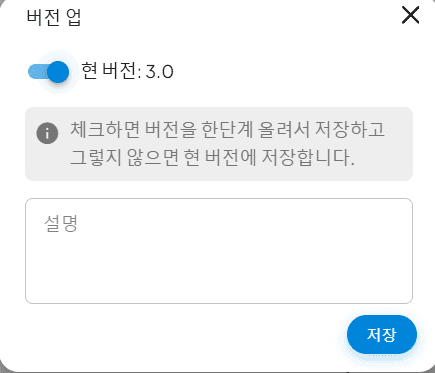 버전 업
현 버전: 3.0
체크하면 버전을 한단계 올려서 저장하고
그렇지 않으면 현 버전에 저장합니다.
설명
저장